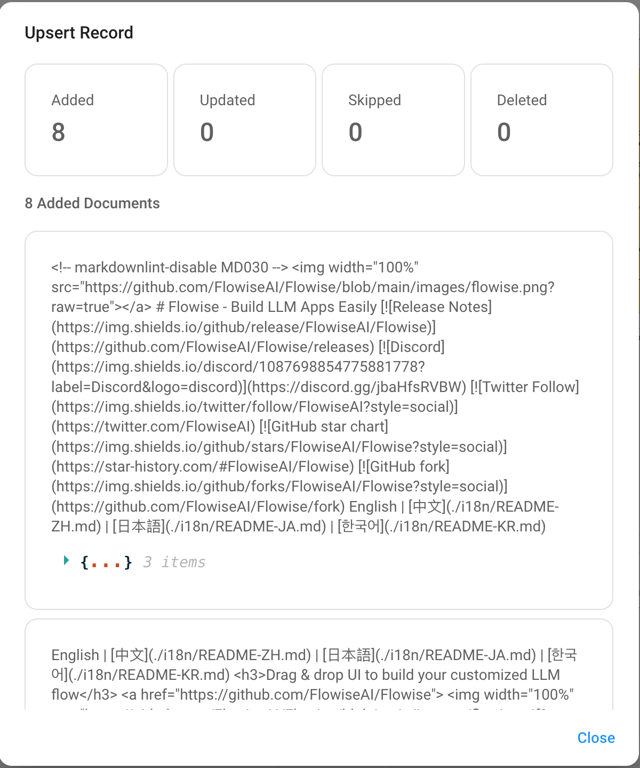 Upsert Record
Added
8
Updated
0
Skipped
0
Deleted
0
8 Added Documents
<!-- markdownlint-disable MD030 --> <img width="100%"
src="https://github.com/FlowiseAI/Flowise/blob/main/images/flowise.png?
raw=true"></a> # Flowise - Build LLM Apps Easily [![Release Notes]
(https://img.shields.io/github/release/FlowiseAI/Flowise)]
(https://github.com/FlowiseAI/Flowise/releases) [![Discord]
(https://img.shields.io/discord/1087698854775881778?
label=Discord&logo=discord)](https://discord.gg/jbaHfsRVBW) [![Twitter Follow]
(https://img.shields.io/twitter/follow/FlowiseAI?style=social)]
(https://twitter.com/FlowiseAI) [![GitHub star chart]
(https://img.shields.io/github/stars/FlowiseAI/Flowise?style=social)]
(https://star-history.com/#FlowiseAI/Flowise) [![GitHub fork]
(https://img.shields.io/github/forks/FlowiseAI/Flowise?style=social)]
(https://github.com/FlowiseAI/Flowise/fork) English | [中文](./i18n/README-
ZH.md) | [日本語](./i18n/README-JA.md) | [한국어](./i18n/README-KR.md)
{...} 3 items
English | [中文](./i18n/README-ZH.md) | [日本語](./i18n/README-JA.md) | [한국
어](./i18n/README-KR.md) <h3>Drag & drop UI to build your customized LLM
flow</h3> <a href="https://github.com/FlowiseAI/Flowise"> <img width="100%"
Close